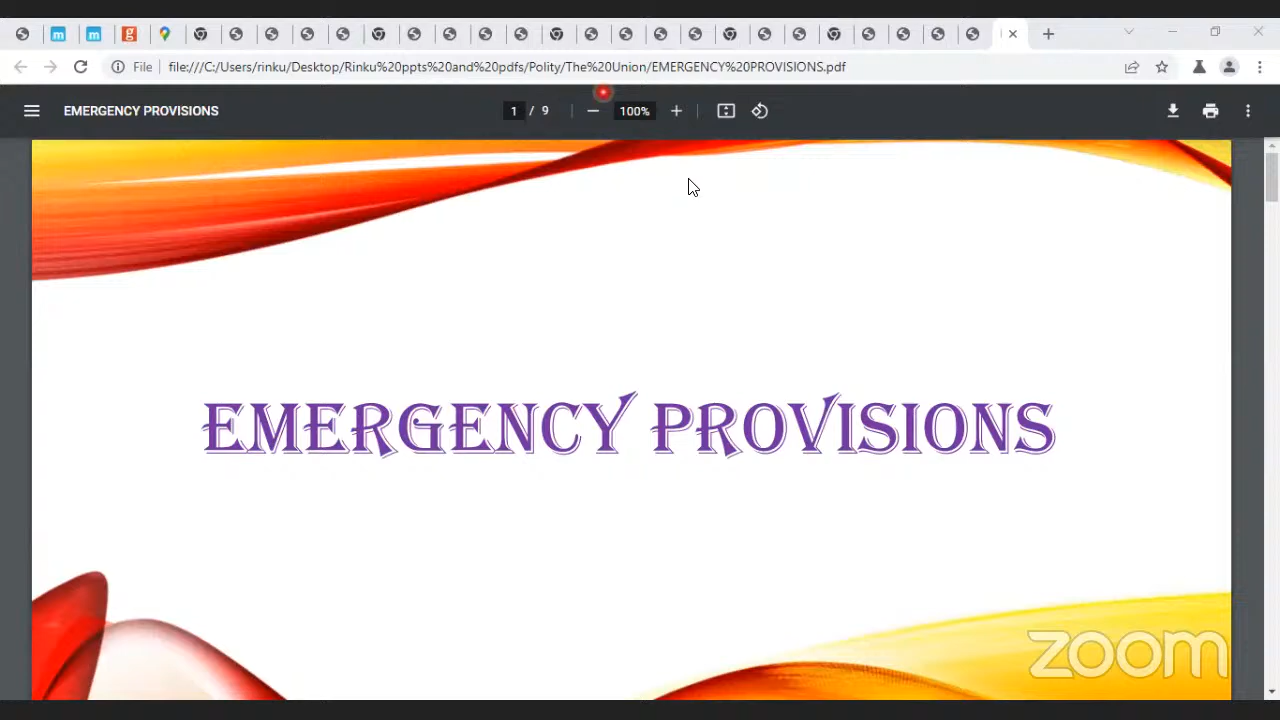 m
m
g
File
file:///C:/Users/rinku/Desktop/Rinku%20ppts%20and%20pdfs/Polity/The%20Union/EMERGENCY%20PROVISIONS.pdf
EMERGENCY PROVISIONS
1 / 9
100%
EMERGENCY PROVISIONS
zoom